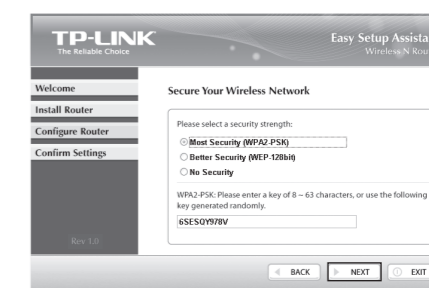 TP-LINK
The Reliable Choice
Easy Setup Assista
Wireless N Rou
Welcome
Install Router
Configure Router
Confirm Settings
Rev 1.0
Secure Your Wireless Network
Please select a security strength:
Most Security (WPA2-PSK)
Better Security (WEP-128bit)
No Security
WPA2-PSK: Please enter a key of 8 ~ 63 characters, or use the following
key generated randomly.
6SESQY978V
BACK
NEXT
EXIT